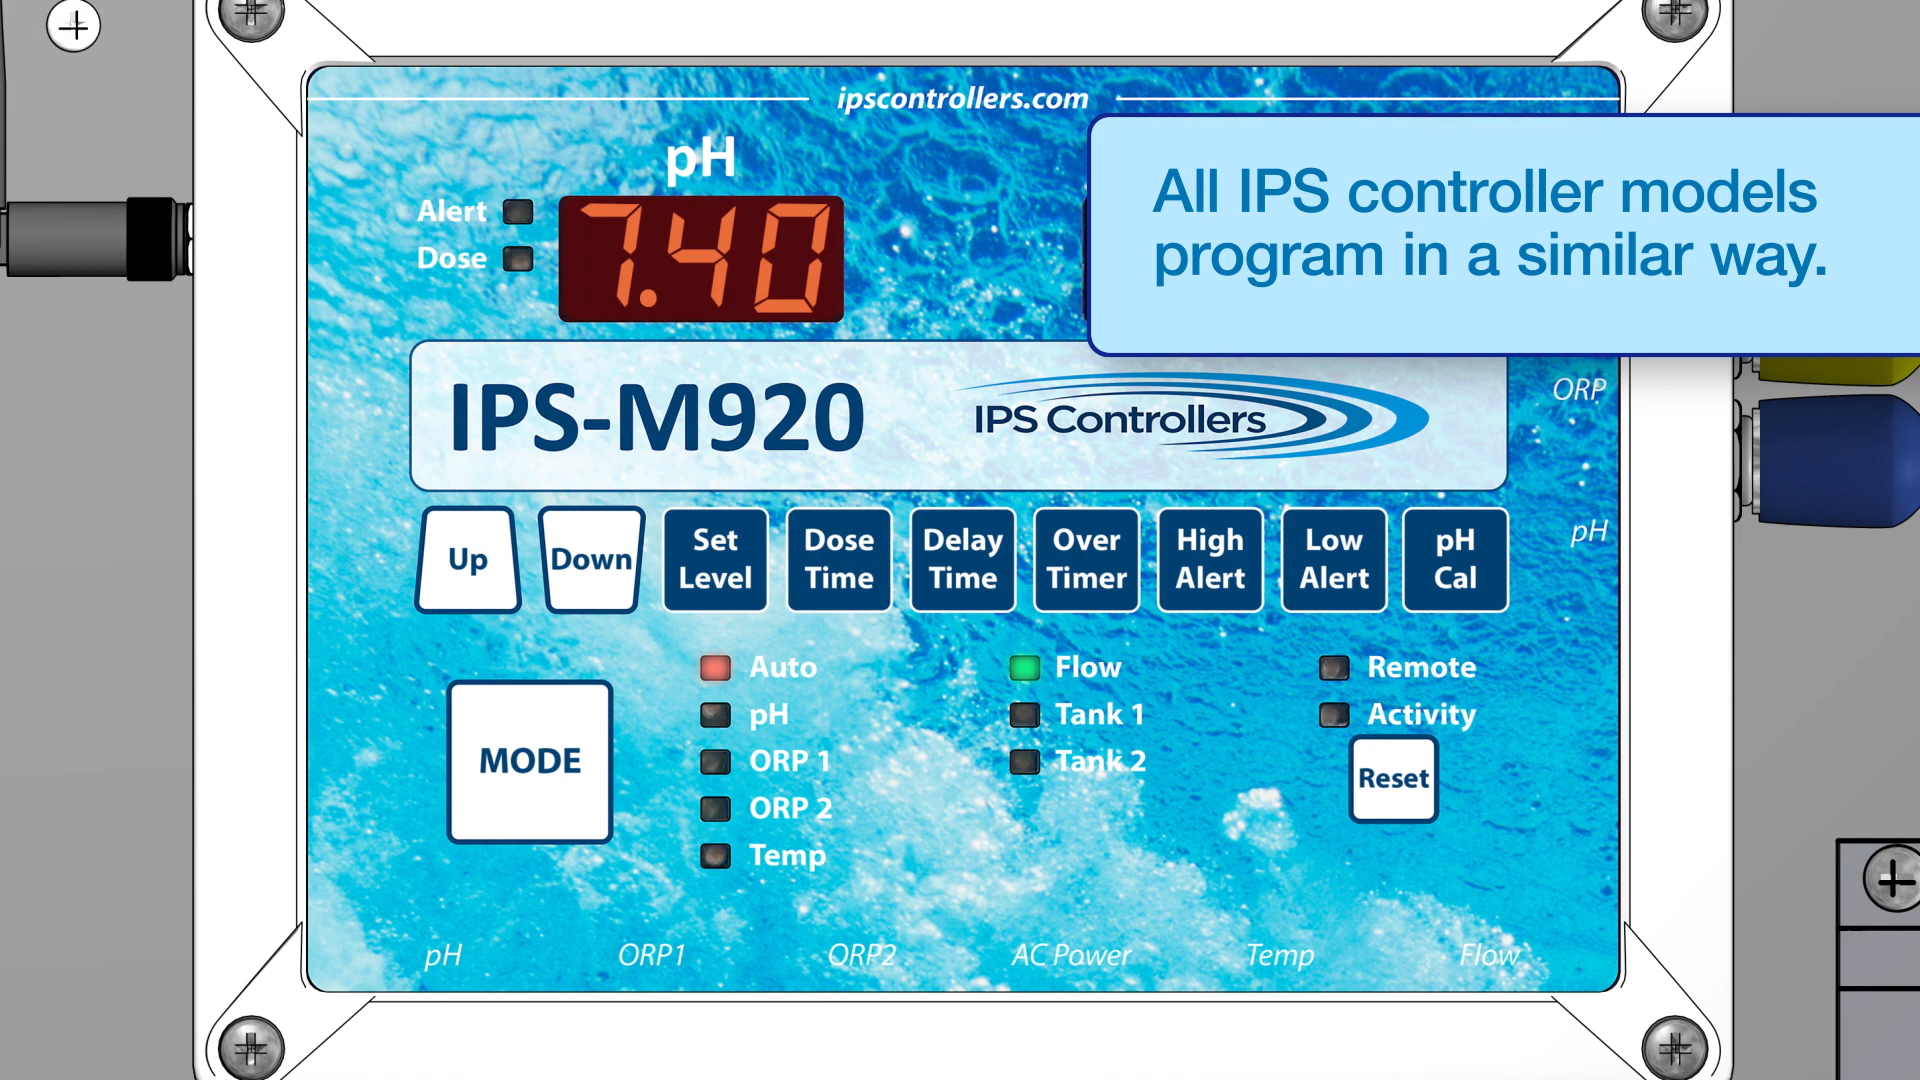 ipscontrollers.com
pH
Alert
Dose
7.40
All IPS controller models
program in a similar way.
IPS-M920
IPS Controllers
ORP
pH
Up
Down
Set
Level
Dose
Time
Delay
Time
Over
Timer
High
Alert
Low
Alert
pH
Cal
MODE
Auto
pH
ORP 1
ORP 2
Temp
Flow
Tank 1
Tank 2
Remote
Activity
Reset
pH
ORP1
ORP2
AC Power
Temp
Flow